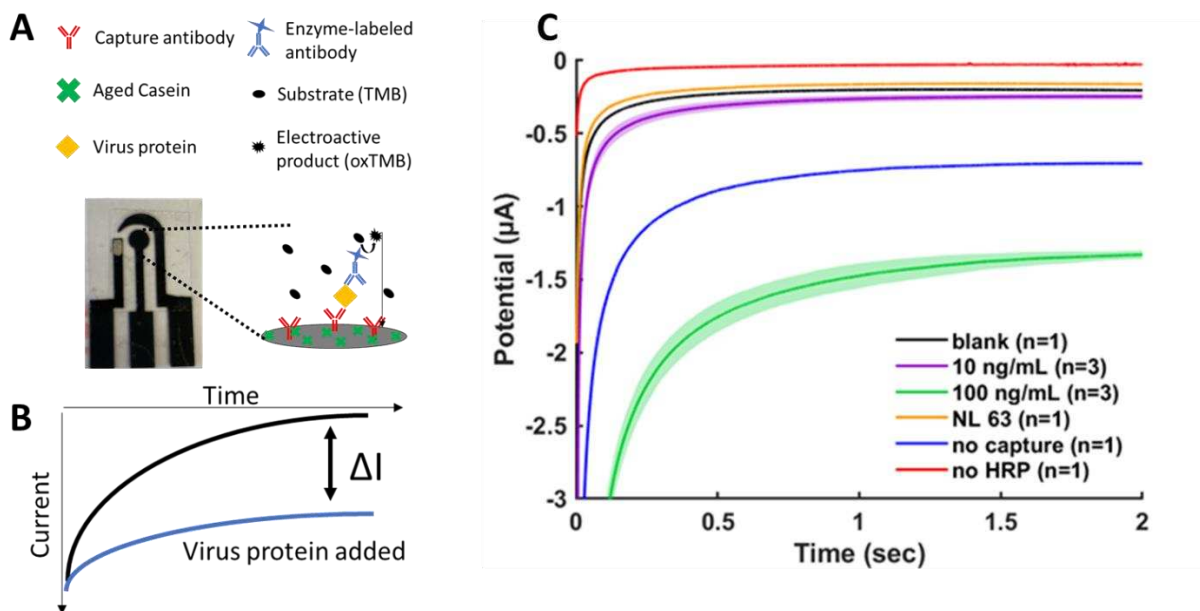 A
Capture antibody
Enzyme-labeled
antibody
Aged Casein
Substrate (TMB)
Virus protein
Electroactive
product (oxTMB)
B
Time
Current
ΔI
Virus protein added
C
0
-0.5
-1
-1.5
-2
-2.5
-3
Potential (µA)
blank (n=1)
10 ng/mL (n=3)
100 ng/mL (n=3)
NL 63 (n=1)
no capture (n=1)
no HRP (n=1)
0
0.5
1
1.5
2
Time (sec)